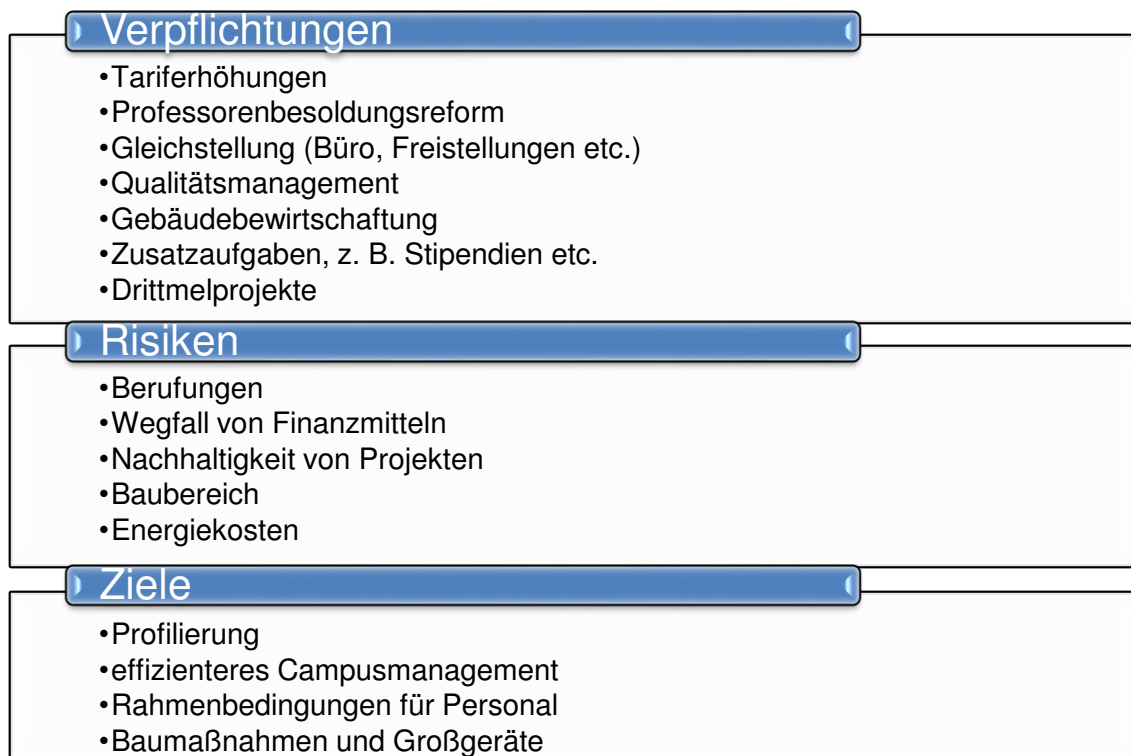 Verpflichtungen
•Tariferhöhungen
•Professorenbesoldungsreform
•Gleichstellung (Büro, Freistellungen etc.)
•Qualitätsmanagement
•Gebäudebewirtschaftung
•Zusatzaufgaben, z. B. Stipendien etc.
•Drittmelprojekte
Risiken
•Berufungen
•Wegfall von Finanzmitteln
•Nachhaltigkeit von Projekten
•Baubereich
•Energiekosten
Ziele
•Profilierung
•effizienteres Campusmanagement
•Rahmenbedingungen für Personal
•Baumaßnahmen und Großgeräte